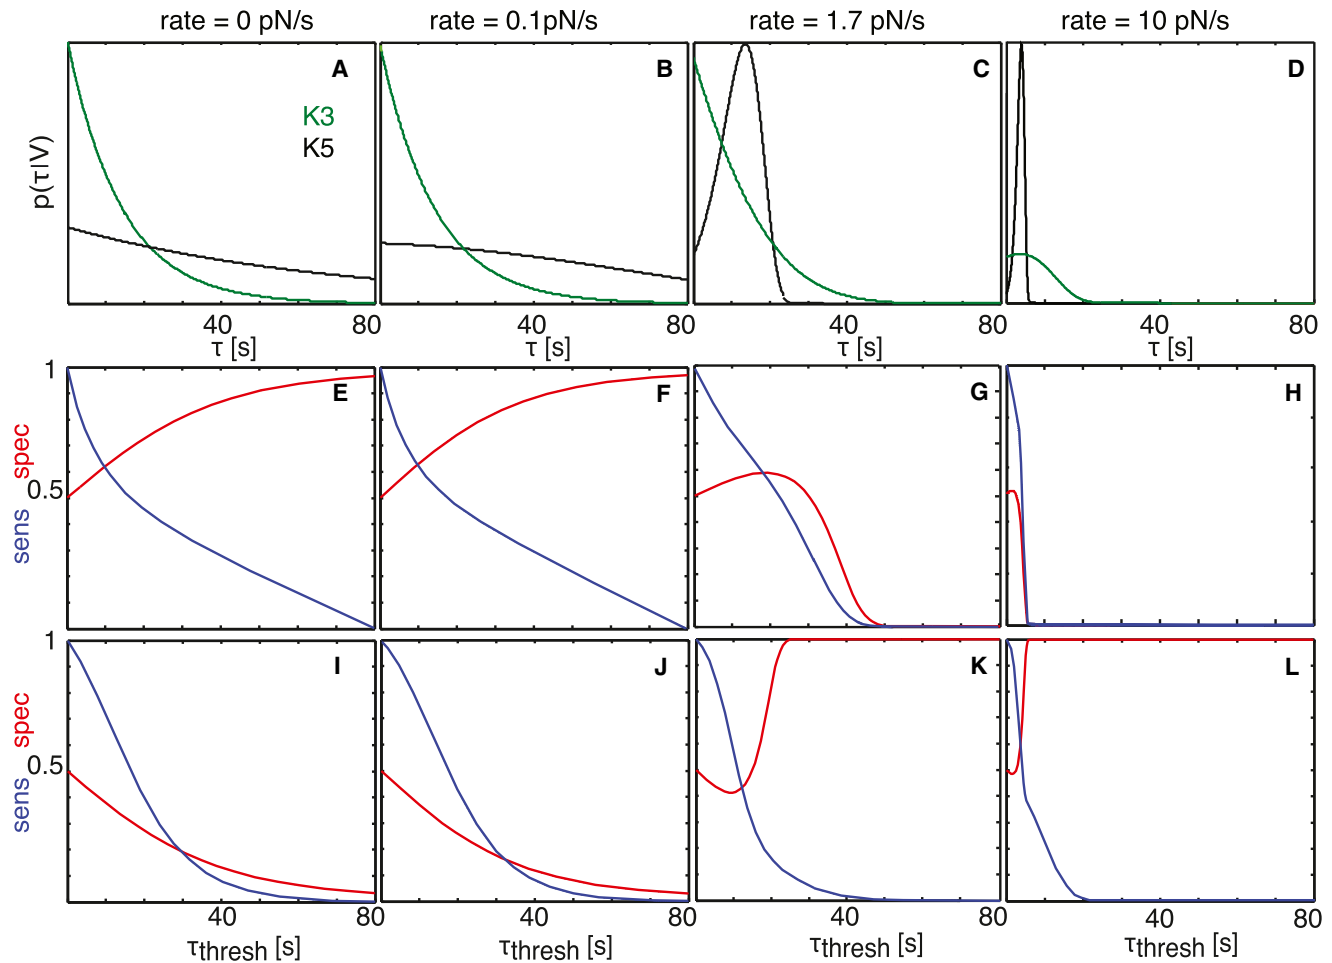 rate = 0 pN/s rate = 0.1pN/s rate = 1.7 pN/s rate = 10 pN/s
A B C D
K3
K5
p(τIV)
40 80 40 80 40 80 40 80
τ [s] τ [s] τ [s] τ [s]
1
E F G H
sens spec
0.5
1
I J K L
sens spec
0.5
40 80 40 80 40 80 40 80
τthresh [s] τthresh [s] τthresh [s] τthresh [s]